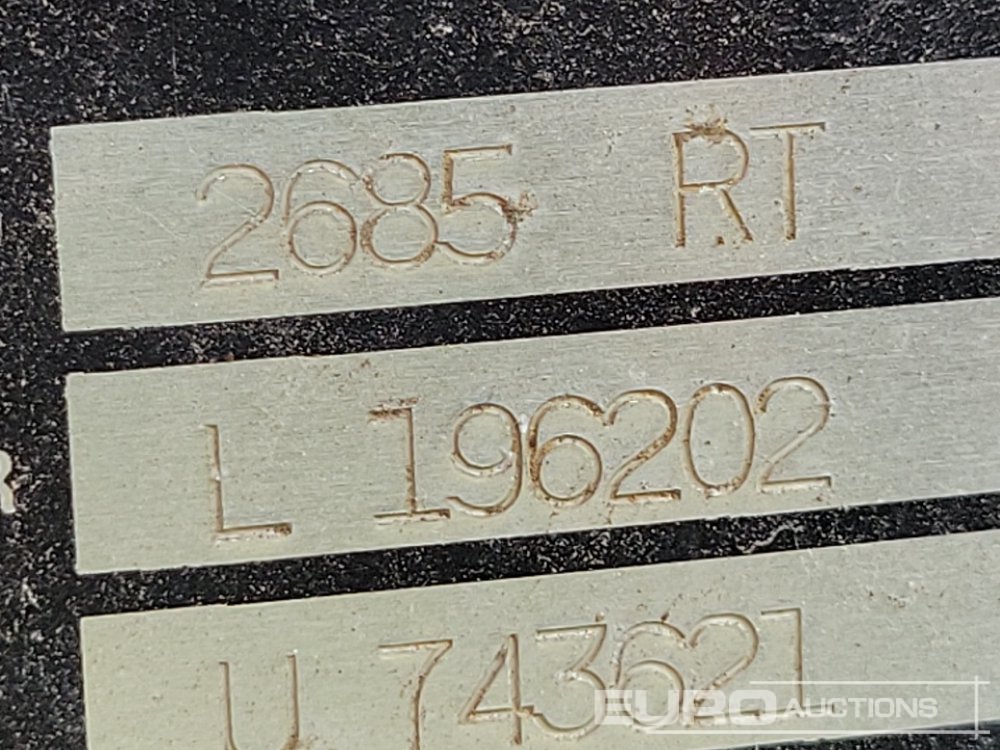 2685 RT
L 196202
R
U 743621
EURO AUCTIONS